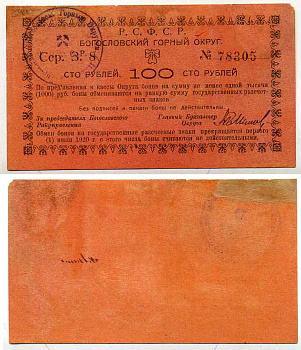 Р. С. Ф. С. Р.
БОГОСЛОВСКИЙ ГОРНЫЙ ОКРУГ.
Сер. № 78305
СТО РУБЛЕЙ. 100 СТО РУБЛЕЙ
По предъявлении в кассы Округа бонов на сумму не менее одной тысячи
(1000) руб. боны обмениваются на равную сумму государственных расчет-
ных знаков
Без подписей и печати боны не действительны
За председателя Богословского Главный Бухгалтер
Райуправления Округа
Обмен бонов на государственные расчетные знаки прекращается первого
(1) июля 1920 г. с этого числа боны считаются не действительными.